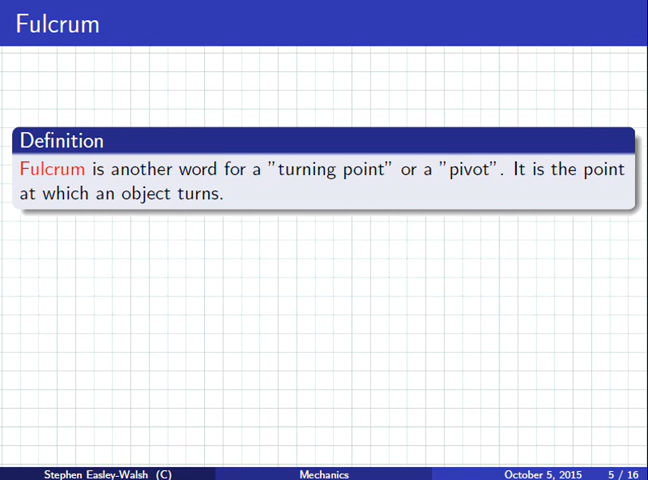 Fulcrum
Definition
Fulcrum is another word for a ”turning point” or a ”pivot”. It is the point
at which an object turns.
Stephen Easley-Walsh (C) Mechanics October 5, 2015 5 / 16